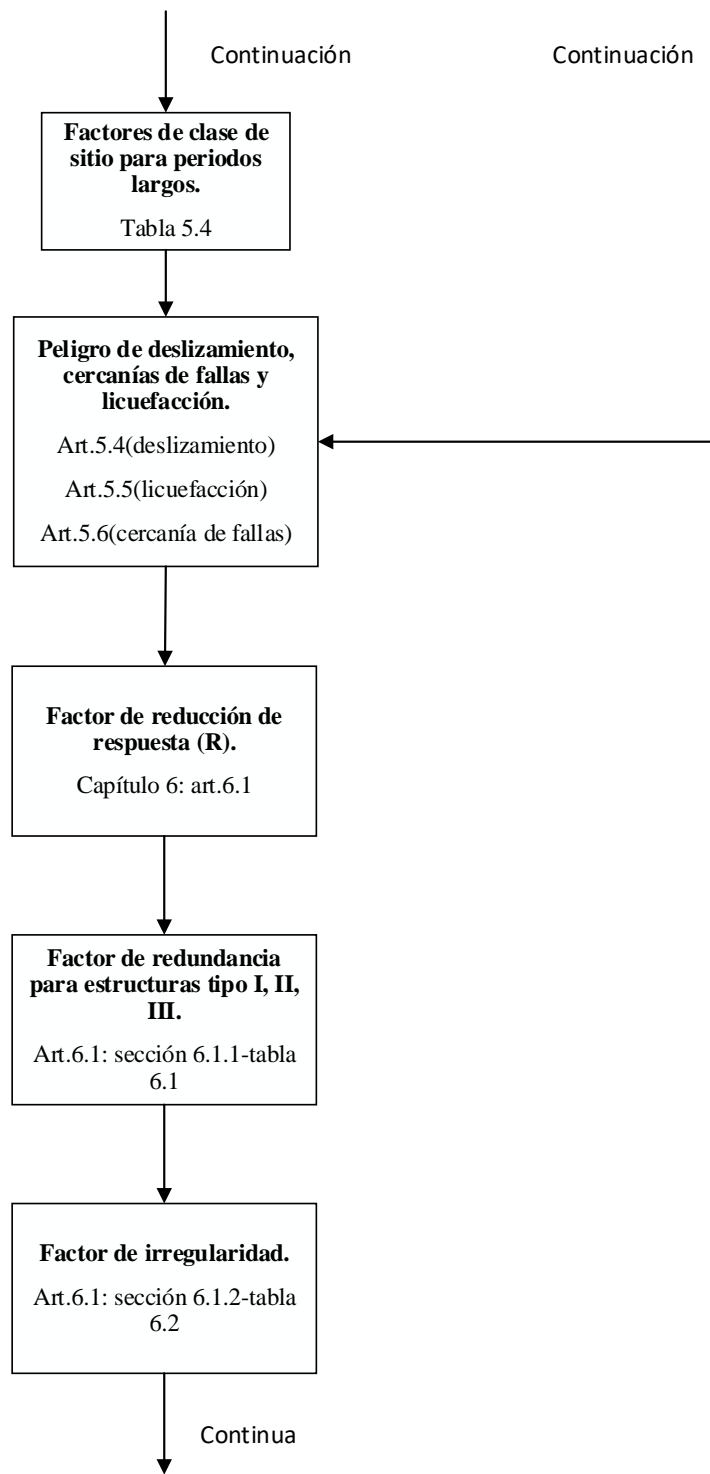 Continuación
Continuación
Factores de clase de
sitio para periodos
largos.
Tabla 5.4
Peligro de deslizamiento,
cercanías de fallas y
licuefacción.
Art.5.4(deslizamiento)
Art.5.5(licuefacción)
Art.5.6(cercanía de fallas)
Factor de reducción de
respuesta (R).
Capítulo 6: art.6.1
Factor de redundancia
para estructuras tipo I, II,
III.
Art.6.1: sección 6.1.1-tabla
6.1
Factor de irregularidad.
Art.6.1: sección 6.1.2-tabla
6.2
Continua